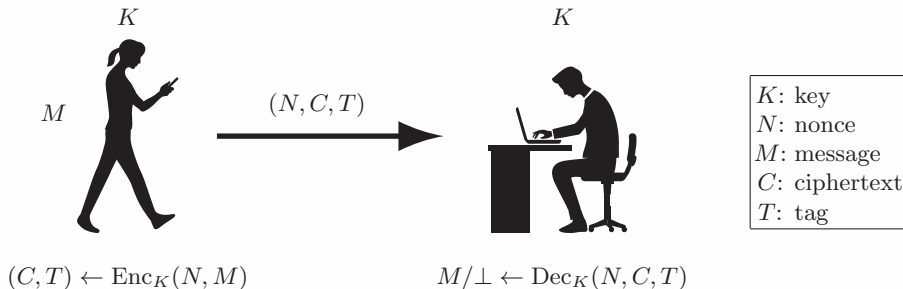 K
K
M
(N, C, T)
K: key
N: nonce
M: message
C: ciphertext
T: tag
(C, T) ← Enc_K(N, M)
M/⊥ ← Dec_K(N, C, T)